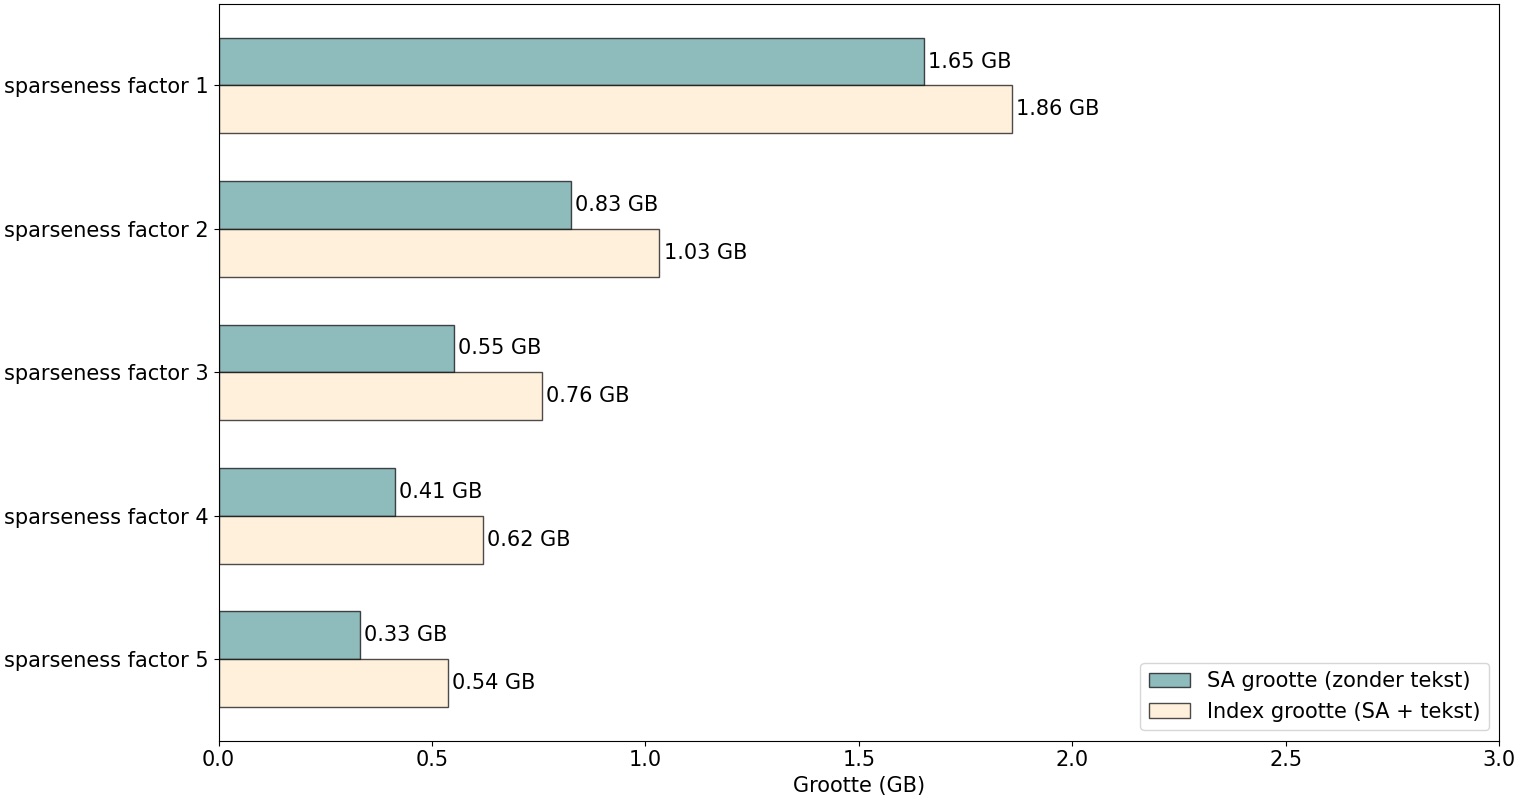 sparseness factor 1
1.65 GB
1.86 GB
sparseness factor 2
0.83 GB
1.03 GB
sparseness factor 3
0.55 GB
0.76 GB
sparseness factor 4
0.41 GB
0.62 GB
sparseness factor 5
0.33 GB
0.54 GB
SA grootte (zonder tekst)
Index grootte (SA + tekst)
0.0 0.5 1.0 1.5 2.0 2.5 3.0
Grootte (GB)